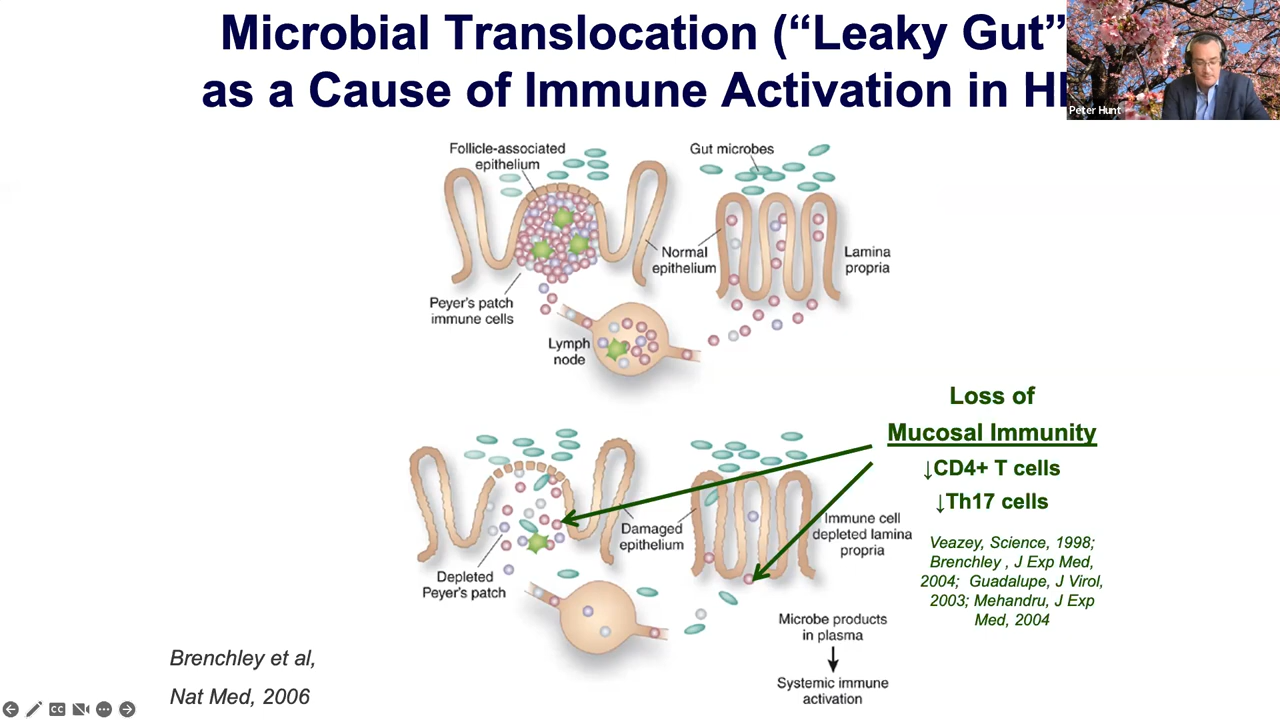 Microbial Translocation (“Leaky Gut”
as a Cause of Immune Activation in
Peter Hunt
Follicle-associated
epithelium
Gut microbes
Normal
epithelium
Lamina
propria
Peyer's patch
immune cells
Lymph
node
Loss of
Mucosal Immunity
↓CD4+ T cells
↓Th17 cells
Veazey, Science, 1998;
Brenchley , J Exp Med,
2004; Guadalupe, J Virol,
2003; Mehandru, J Exp
Med, 2004
Damaged
epithelium
Immune cell
depleted lamina
propria
Depleted
Peyer's patch
Microbe products
in plasma
Systemic immune
activation
Brenchley et al,
Nat Med, 2006
CC